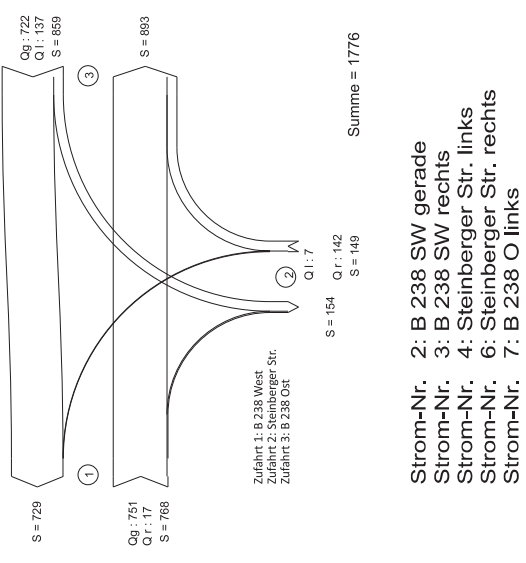 Qg : 722
Q l : 137
S = 859
3
S = 893
Summe = 1776
1
2
Q l : 7
Q r : 142
S = 149
S = 154
S = 729
Qg : 751
Q r : 17
S = 768
Zufahrt 1: B 238 West
Zufahrt 2: Steinberger Str.
Zufahrt 3: B 238 Ost
Strom-Nr. 2: B 238 SW gerade
Strom-Nr. 3: B 238 SW rechts
Strom-Nr. 4: Steinberger Str. links
Strom-Nr. 6: Steinberger Str. rechts
Strom-Nr. 7: B 238 O links